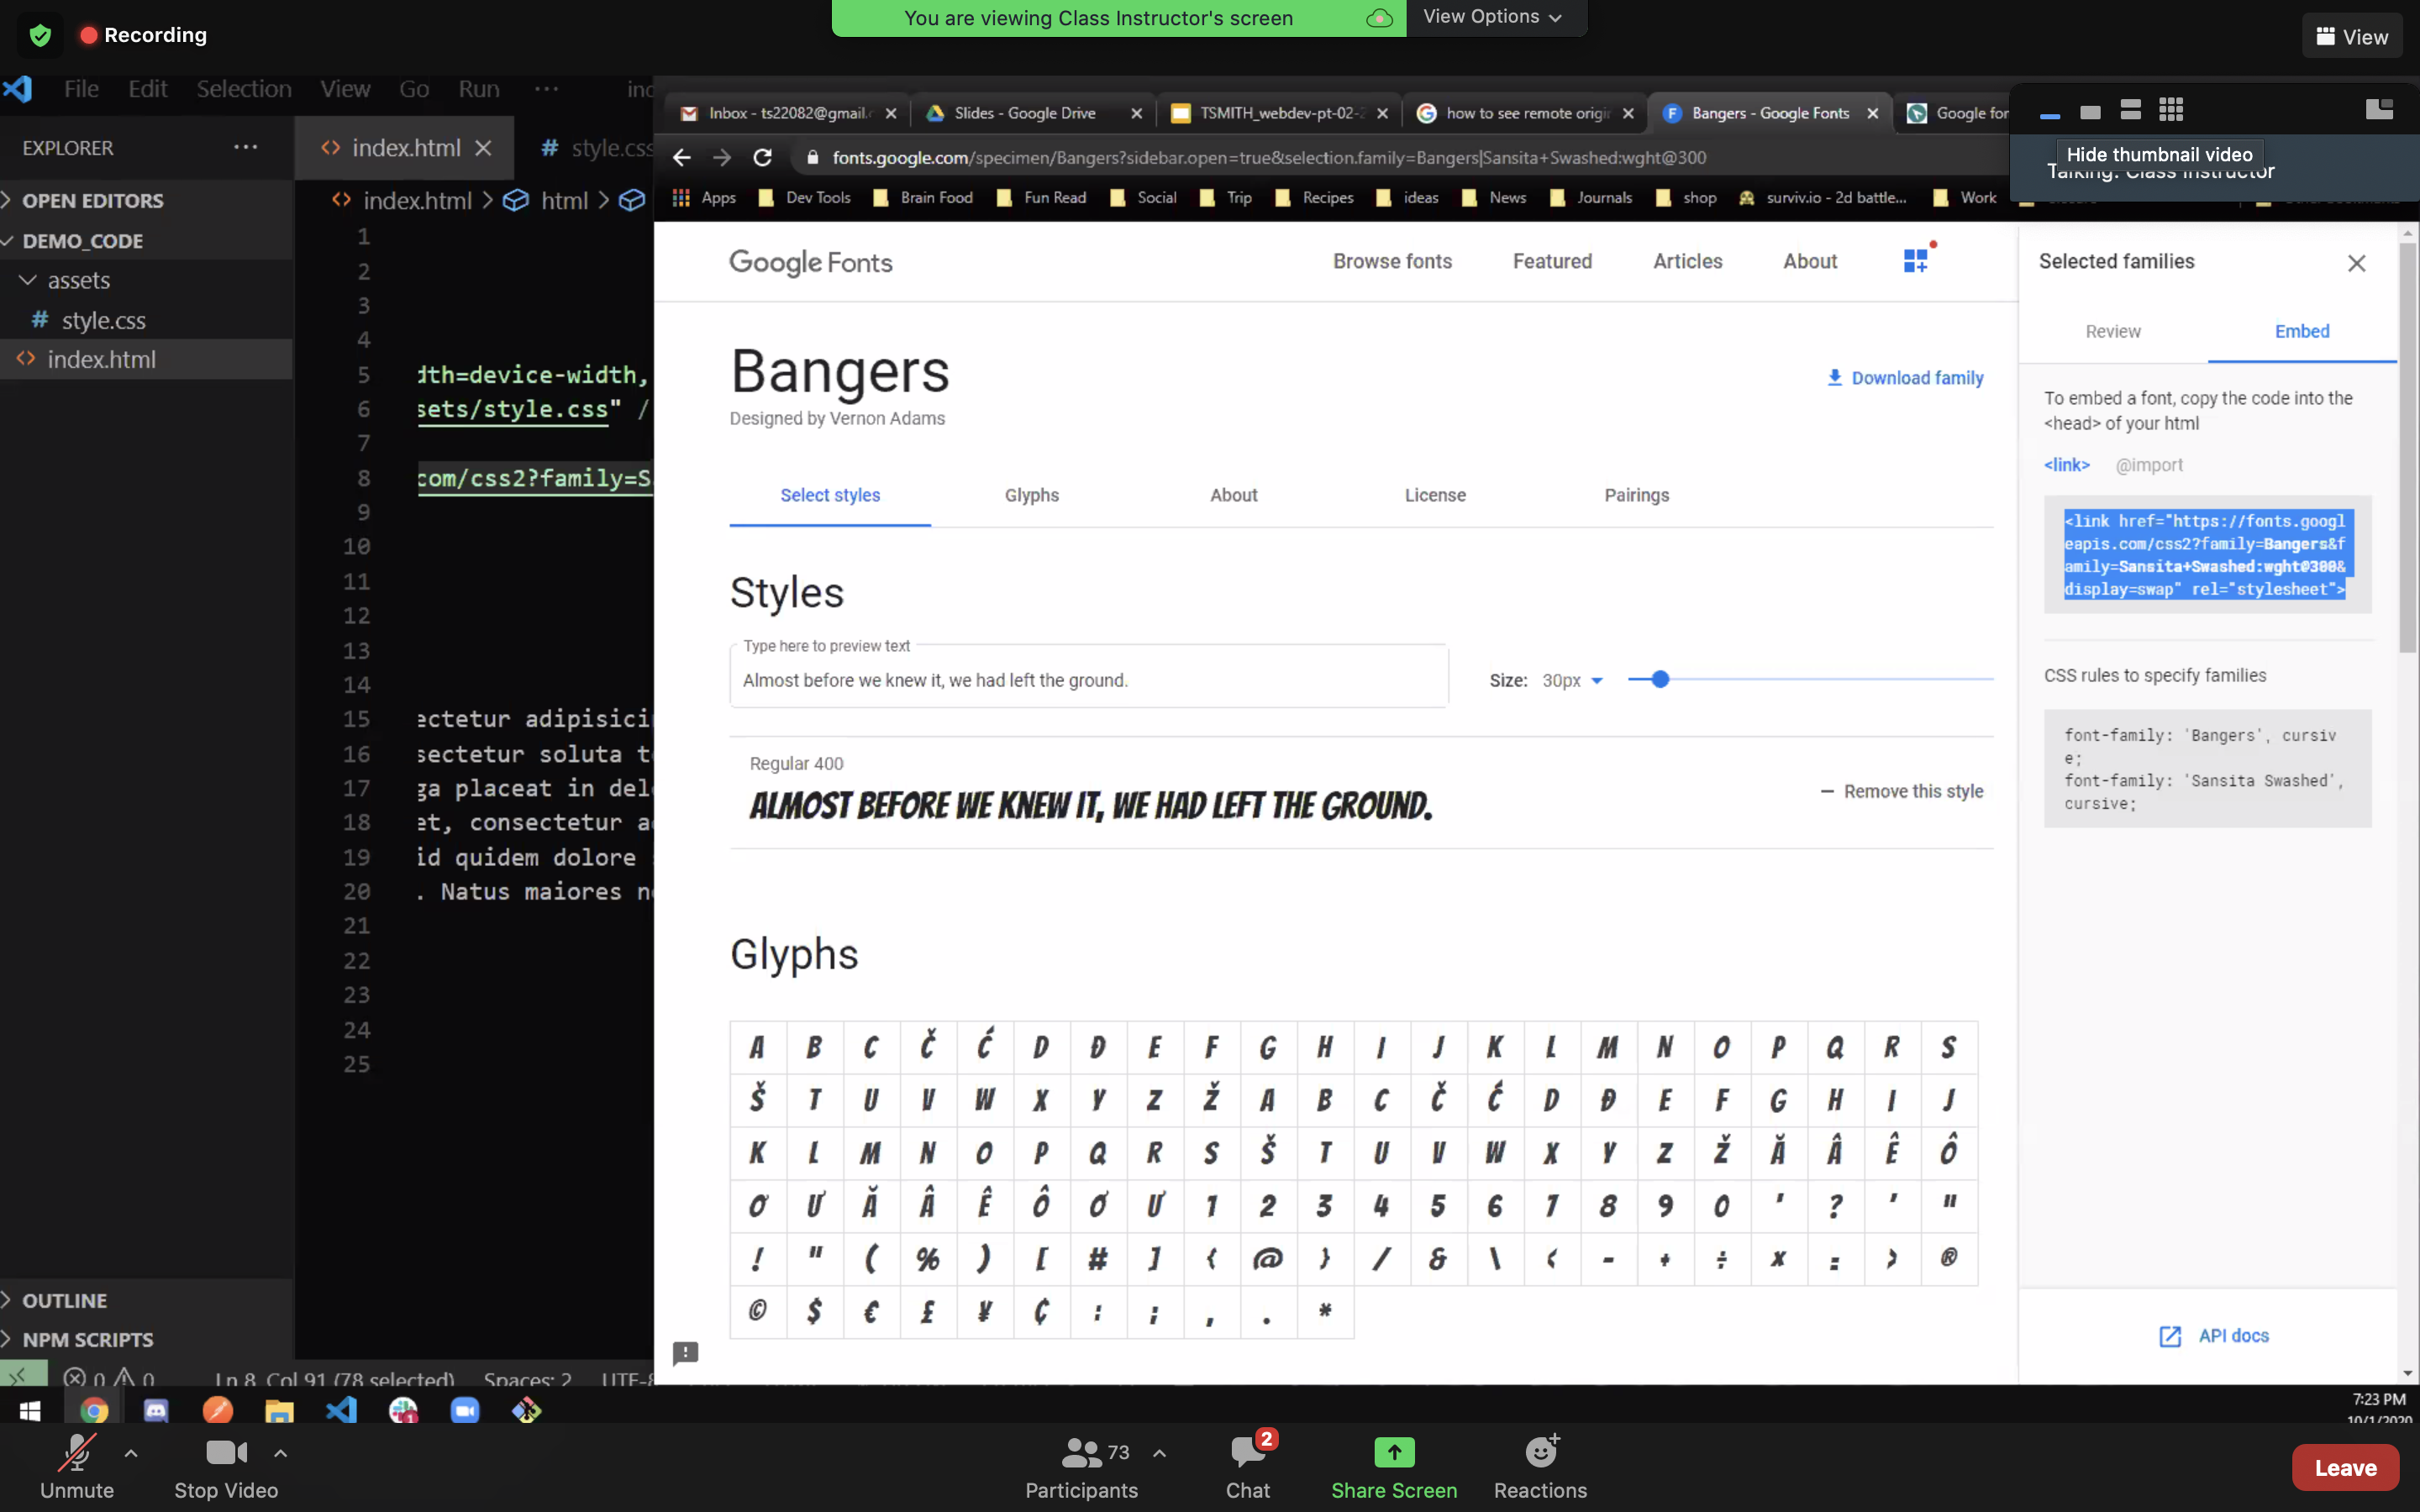 Recording
You are viewing Class Instructor's screen
View Options
View
File Edit Selection View Go Run ···
Inbox - ts22082@gmail.
Slides - Google Drive
TSMITH_webdev-pt-02-
how to see remote origin
Bangers - Google Fonts
Google for
EXPLORER
index.html
style.css
fonts.google.com/specimen/Bangers?sidebar.open=true&selection.family=Bangers|Sansita+Swashed:wght@300
Hide thumbnail video
Talking: Class Instructor
Apps Dev Tools Brain Food Fun Read Social Trip Recipes ideas News Journals shop surviv.io - 2d battle... Work
OPEN EDITORS
index.html > html >
DEMO_CODE
assets
style.css
index.html
OUTLINE
NPM SCRIPTS
1
2
3
4
5 dth=device-width,
6 sets/style.css" /
7
8 com/css2?family=S
9
10
11
12
13
14
15 ectetur adipisici
16 sectetur soluta t
17 ga placeat in del
18 et, consectetur a
19 id quidem dolore
20 . Natus maiores n
21
22
23
24
25
0 0 Ln 8, Col 91 (78 selected) Spaces: 2 UTF-8
Google Fonts
Browse fonts Featured Articles About
Bangers
Designed by Vernon Adams
Download family
Select styles Glyphs About License Pairings
Styles
Type here to preview text
Almost before we knew it, we had left the ground.
Size: 30px
Regular 400
ALMOST BEFORE WE KNEW IT, WE HAD LEFT THE GROUND.
Remove this style
Glyphs
A B C Č Ć D Đ E F G H I J K L M N O P Q R S
Š T U V W X Y Z Ž A B C Č Ć D Đ E F G H I J
K L M N O P Q R S Š T U V W X Y Z Ž Ă Â Ê Ô
Ơ Ư Ă Â Ê Ô Ơ Ư 1 2 3 4 5 6 7 8 9 0 ' ? ' "
! " ( % ) [ # ] { @ } / & \ < - + ÷ x = > ®
© $ € £ ¥ ¢ : ; , . *
Selected families
Review Embed
To embed a font, copy the code into the
<head> of your html
<link> @import
<link href="https://fonts.googl
eapis.com/css2?family=Bangers&f
amily=Sansita+Swashed:wght@300&
display=swap" rel="stylesheet">
CSS rules to specify families
font-family: 'Bangers', cursiv
e;
font-family: 'Sansita Swashed',
cursive;
API docs
7:23 PM
10/1/2020
Unmute
Stop Video
73
Participants
2
Chat
Share Screen
Reactions
Leave